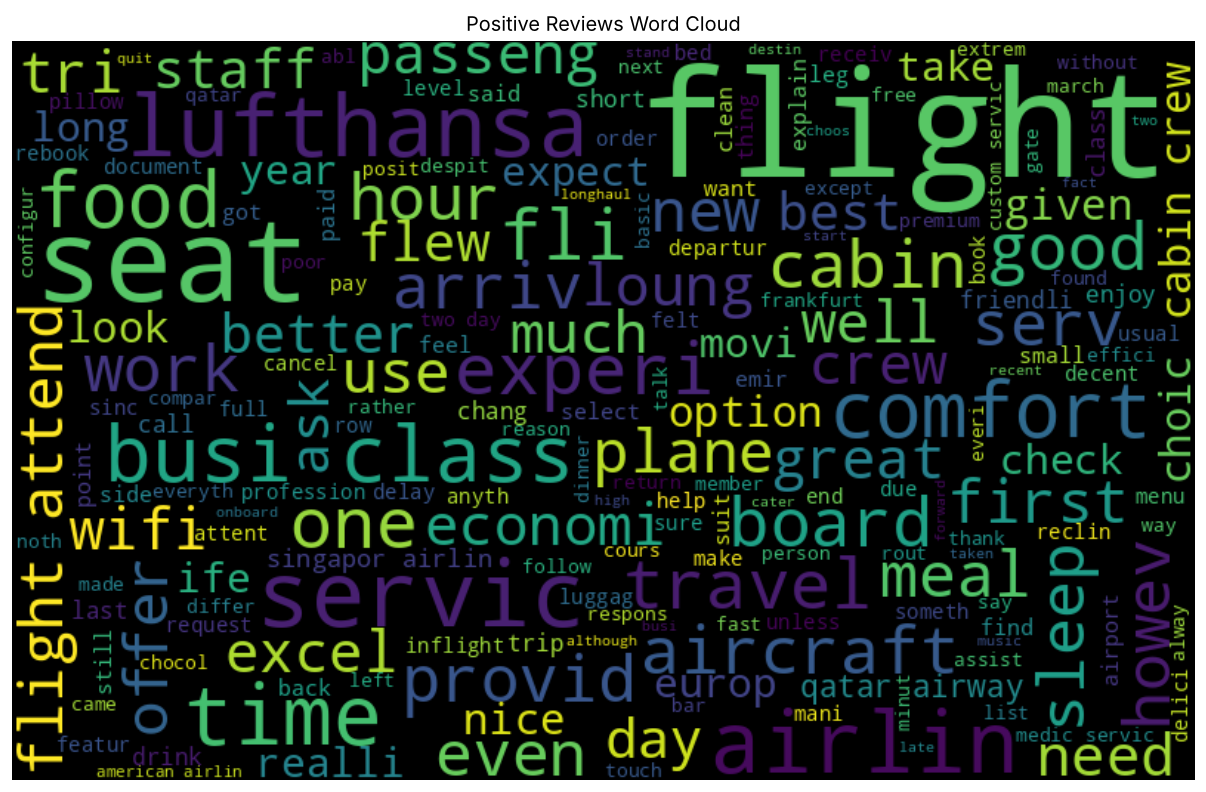 Positive Reviews Word Cloud
tri
quit
staff
abl
passeng
stand
bed
destin
receiv
extrem
next
leg
take
without
pillow
qatar
level
said
short
flight
clean
thing
explain
choos
free
march
two
class
gate
custom servic
cabin crew
long
lufthansa
order
rebook
document
year
posit
despit
expect
food
got
paid
hour
longhaul
basic
want
except
fact
configur
new
best
premium
given
start
flew
fli
departur
seat
poor
pay
arriv
loung
cabin
book
good
found
frankfurt
friendli
enjoy
look
better
two day
feel
much
felt
movi
well
serv
usual
work
cancel
use
experi
talk
emir
crew
small
effici
recent
decent
sinc
compar
full
ask
rather
chang
select
option
comfort
everi
choic
call
row
reason
flight attend
point
busi class
dinner
plane
great
check
return
side
everyth
profession
delay
anyth
high
member
cater
end
due
forward
first
menu
onboard
help
suit
wifi
attent
one
economi
sure
board
thank
reclin
way
noth
cours
make
person
rout
taken
singapor airlin
follow
made
offer
ife
servic
travel
meal
sleep
howev
luggag
last
differ
request
respons
busi
fast
unless
someth
say
find
music
airport
alway
still
chocol
excel
inflight
trip
although
aircraft
assist
delici
back
left
provid
europ
qatar airway
minut
came
time
bar
mani
list
nice
day
airlin
late
medic servic
featur
drink
realli
even
touch
need
american airlin